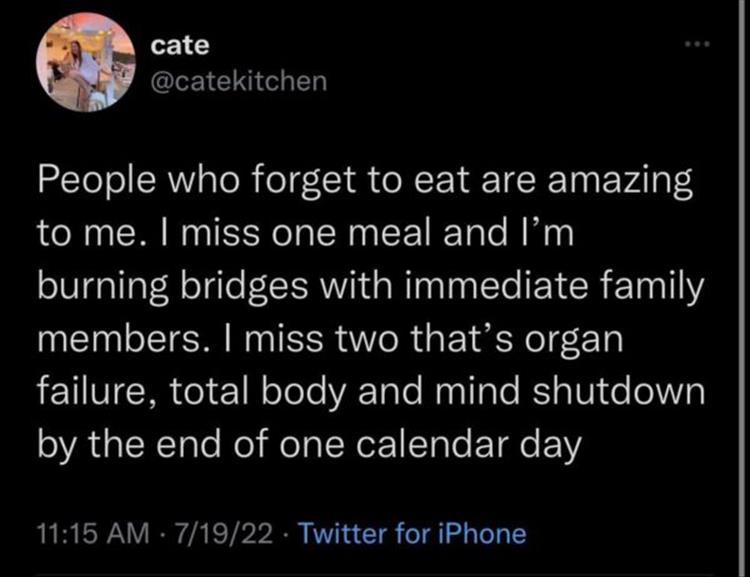 cate
@catekitchen
People who forget to eat are amazing
to me. I miss one meal and I’m
burning bridges with immediate family
members. I miss two that’s organ
failure, total body and mind shutdown
by the end of one calendar day
11:15 AM · 7/19/22 · Twitter for iPhone